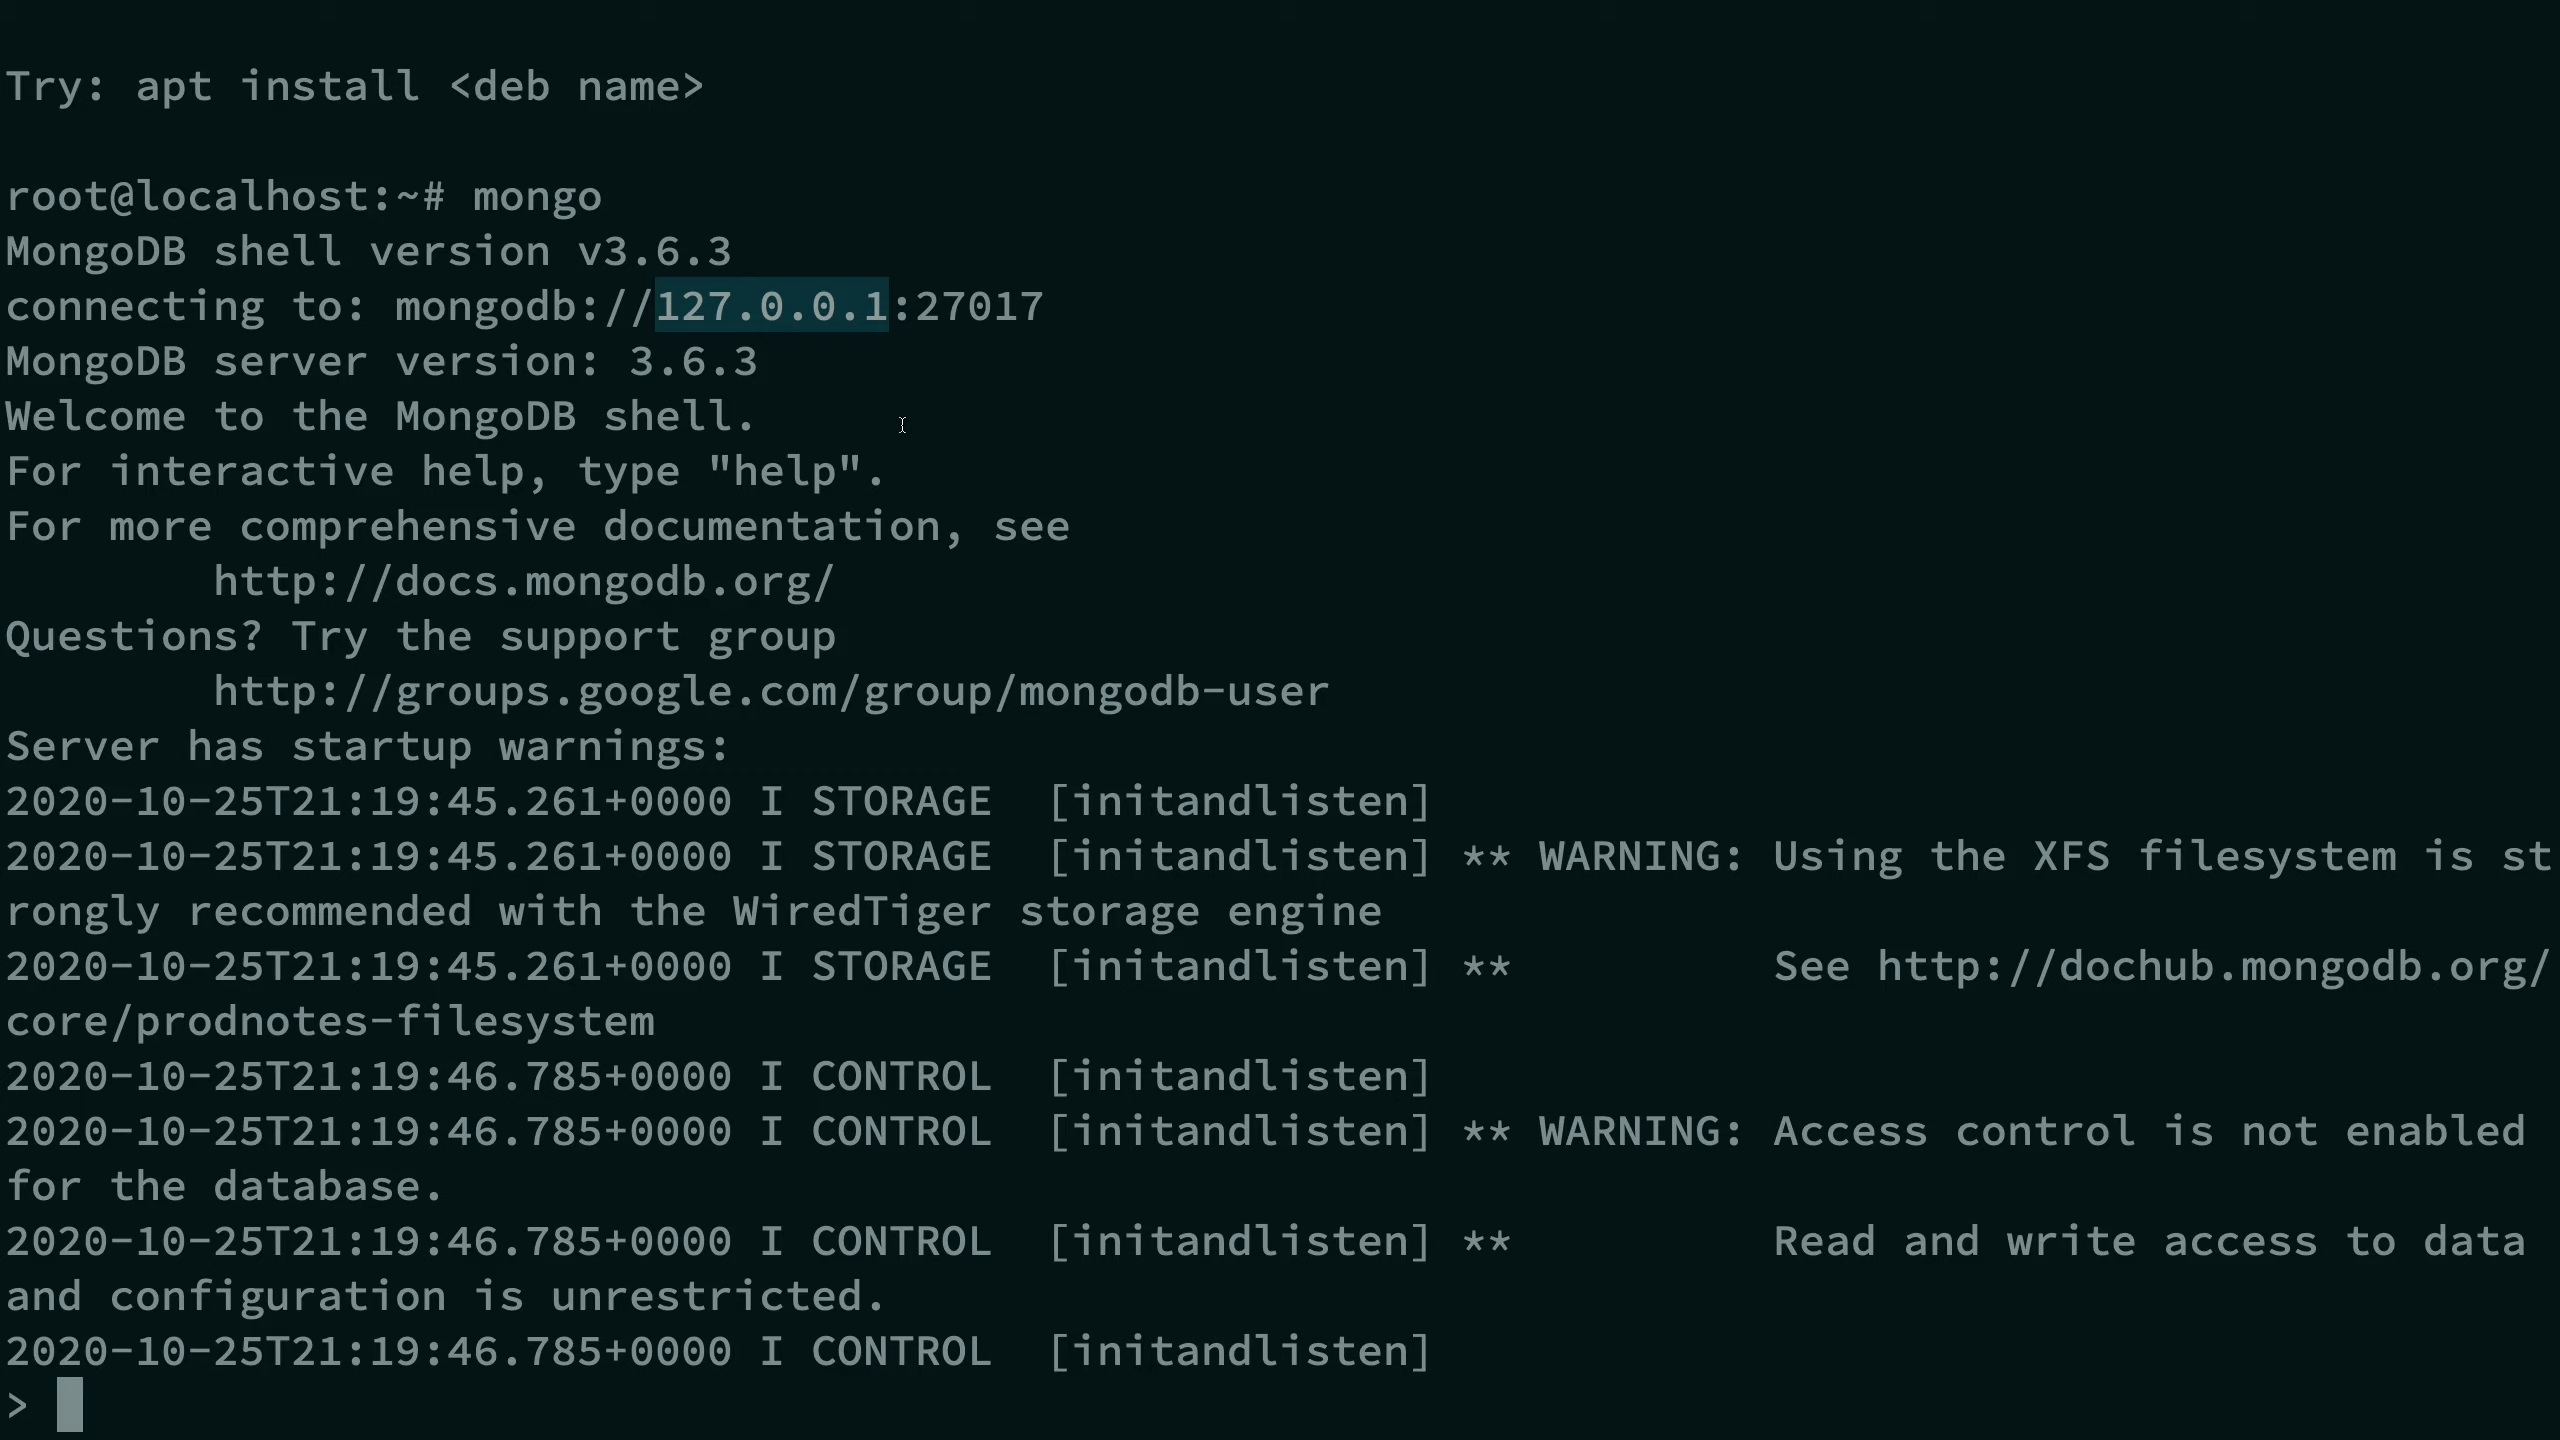 Try: apt install <deb name>
root@localhost:~# mongo
MongoDB shell version v3.6.3
connecting to: mongodb://127.0.0.1:27017
MongoDB server version: 3.6.3
Welcome to the MongoDB shell.
For interactive help, type "help".
For more comprehensive documentation, see
        http://docs.mongodb.org/
Questions? Try the support group
        http://groups.google.com/group/mongodb-user
Server has startup warnings:
2020-10-25T21:19:45.261+0000 I STORAGE  [initandlisten]
2020-10-25T21:19:45.261+0000 I STORAGE  [initandlisten] ** WARNING: Using the XFS filesystem is st
rongly recommended with the WiredTiger storage engine
2020-10-25T21:19:45.261+0000 I STORAGE  [initandlisten] **          See http://dochub.mongodb.org/
core/prodnotes-filesystem
2020-10-25T21:19:46.785+0000 I CONTROL  [initandlisten]
2020-10-25T21:19:46.785+0000 I CONTROL  [initandlisten] ** WARNING: Access control is not enabled
for the database.
2020-10-25T21:19:46.785+0000 I CONTROL  [initandlisten] **          Read and write access to data
and configuration is unrestricted.
2020-10-25T21:19:46.785+0000 I CONTROL  [initandlisten]
>